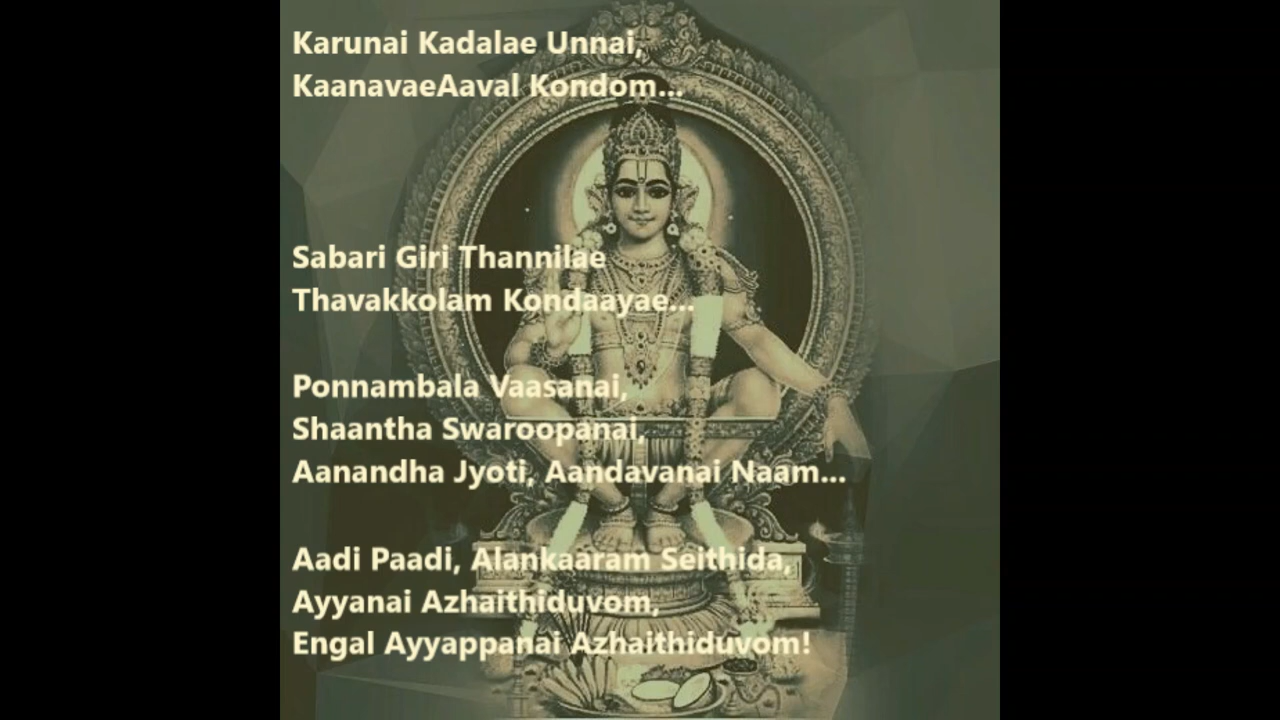 Karunai Kadalae Unnai,
KaanavaeAaval Kondom...
Sabari Giri Thannilae
Thavakkolam Kondaayae...
Ponnambala Vaasanai,
Shaantha Swaroopanai,
Aanandha Jyoti, Aandavanai Naam...
Aadi Paadi, Alankaaram Seithida,
Ayyanai Azhaithiduvom,
Engal Ayyappanai Azhaithiduvom!